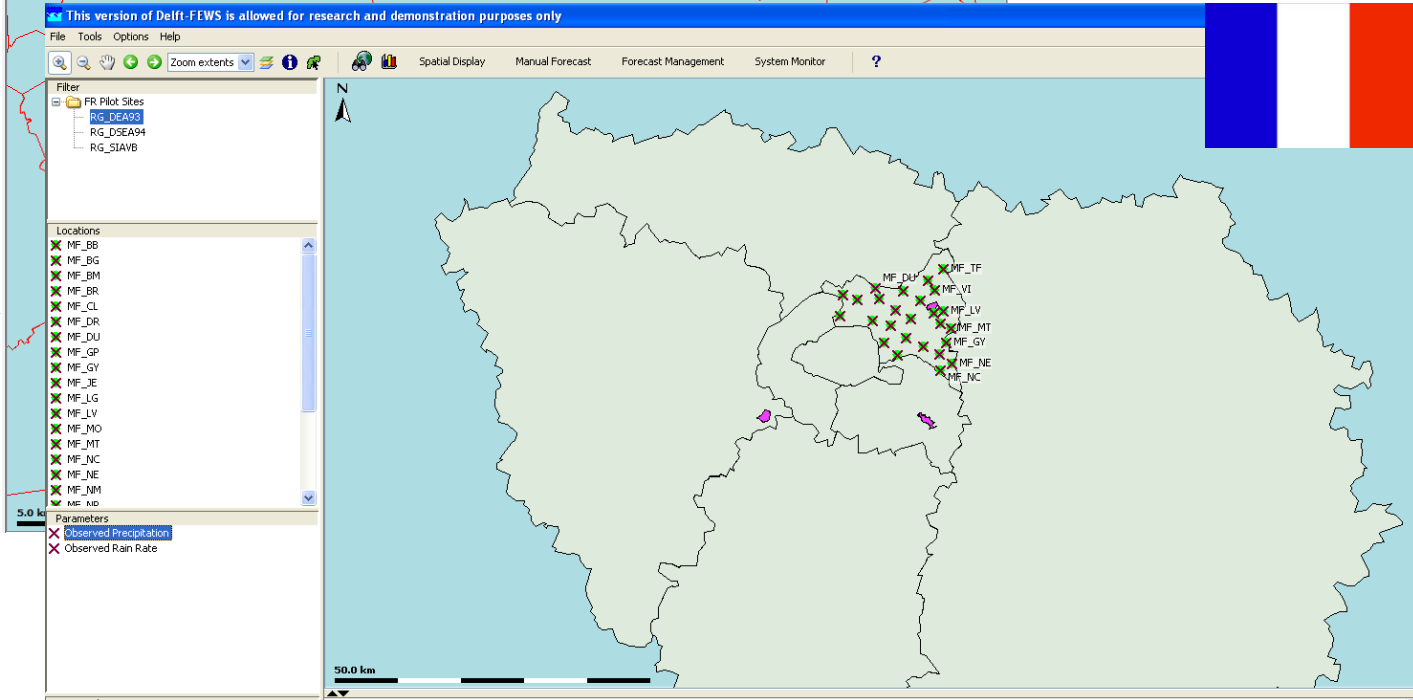 This version of Delft-FEWS is allowed for research and demonstration purposes only
File Tools Options Help
Zoom extents Spatial Display Manual Forecast Forecast Management System Monitor ?
Filter
FR Pilot Sites
RG_DEA93
RG_DSEA94
RG_SIAVB
Locations
MF_BB
MF_BG
MF_BM
MF_BR
MF_CL
MF_DR
MF_DU
MF_GP
MF_GY
MF_JE
MF_LG
MF_LV
MF_MO
MF_MT
MF_NC
MF_NE
MF_NM
5.0 k
Parameters
Observed Precipitation
Observed Rain Rate
N
MF_TF
MF_DU
MF_VI
MF_LV
MF_MT
MF_GY
MF_NE
MF_NC
50.0 km